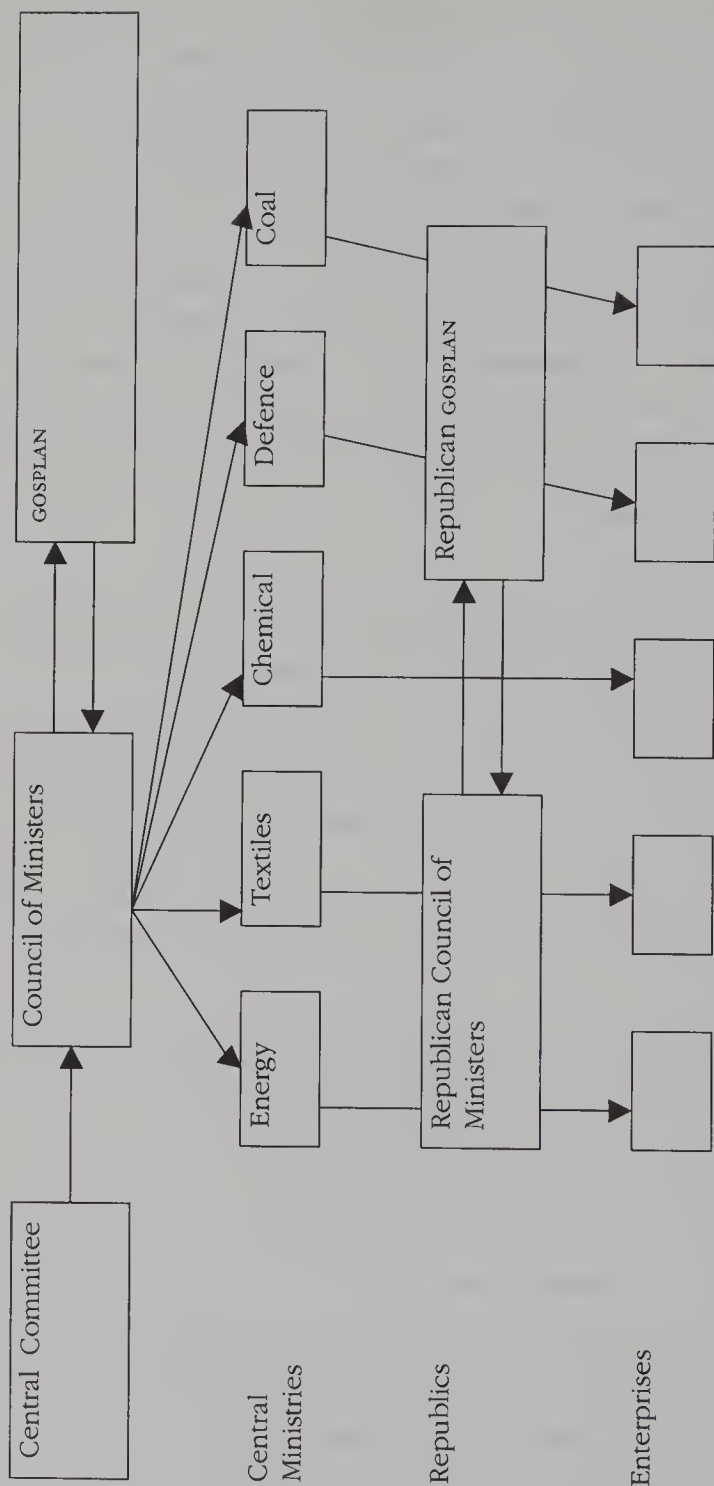 Central Committee
Council of Ministers
GOSPLAN
Central
Ministries
Energy
Textiles
Chemical
Defence
Coal
Republics
Republican Council of
Ministers
Republican GOSPLAN
Enterprises